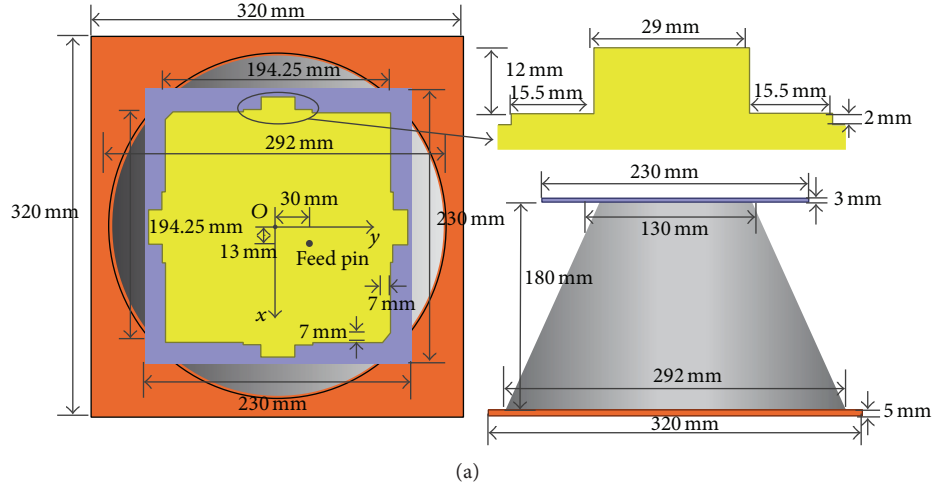 320 mm
194.25 mm
292 mm
320 mm
O
30 mm
230 mm
194.25 mm
y
13 mm
Feed pin
7 mm
x
7 mm
230 mm
29 mm
12 mm
15.5 mm
15.5 mm
2 mm
230 mm
3 mm
130 mm
180 mm
292 mm
5 mm
320 mm
(a)